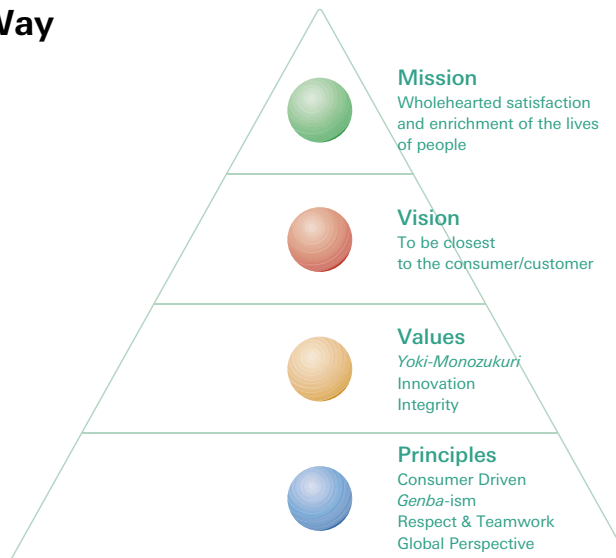 Way
Mission
Wholehearted satisfaction
and enrichment of the lives
of people
Vision
To be closest
to the consumer/customer
Values
Yoki-Monozukuri
Innovation
Integrity
Principles
Consumer Driven
Genba-ism
Respect & Teamwork
Global Perspective